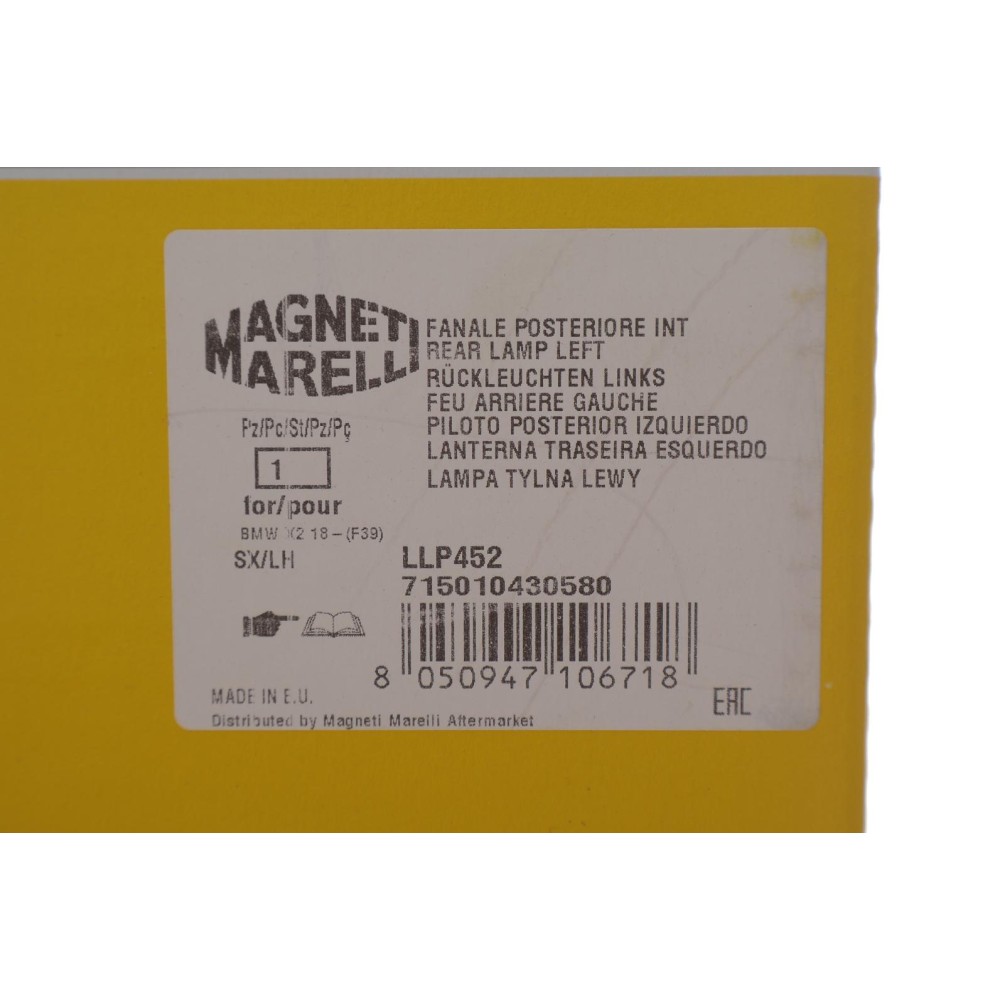 MAGNETI
MARELLI
FANALE POSTERIORE INT
REAR LAMP LEFT
RÜCKLEUCHTEN LINKS
FEU ARRIERE GAUCHE
PILOTO POSTERIOR IZQUIERDO
LANTERNA TRASEIRA ESQUERDO
LAMPA TYLNA LEWY
Pz/Pc/St/Pz/Pç
1
for/pour
BMW X2 18-(F39)
SX/LH
LLP452
715010430580
8 050947 106718
MADE IN E.U.
Distributed by Magneti Marelli Aftermarket
EAC